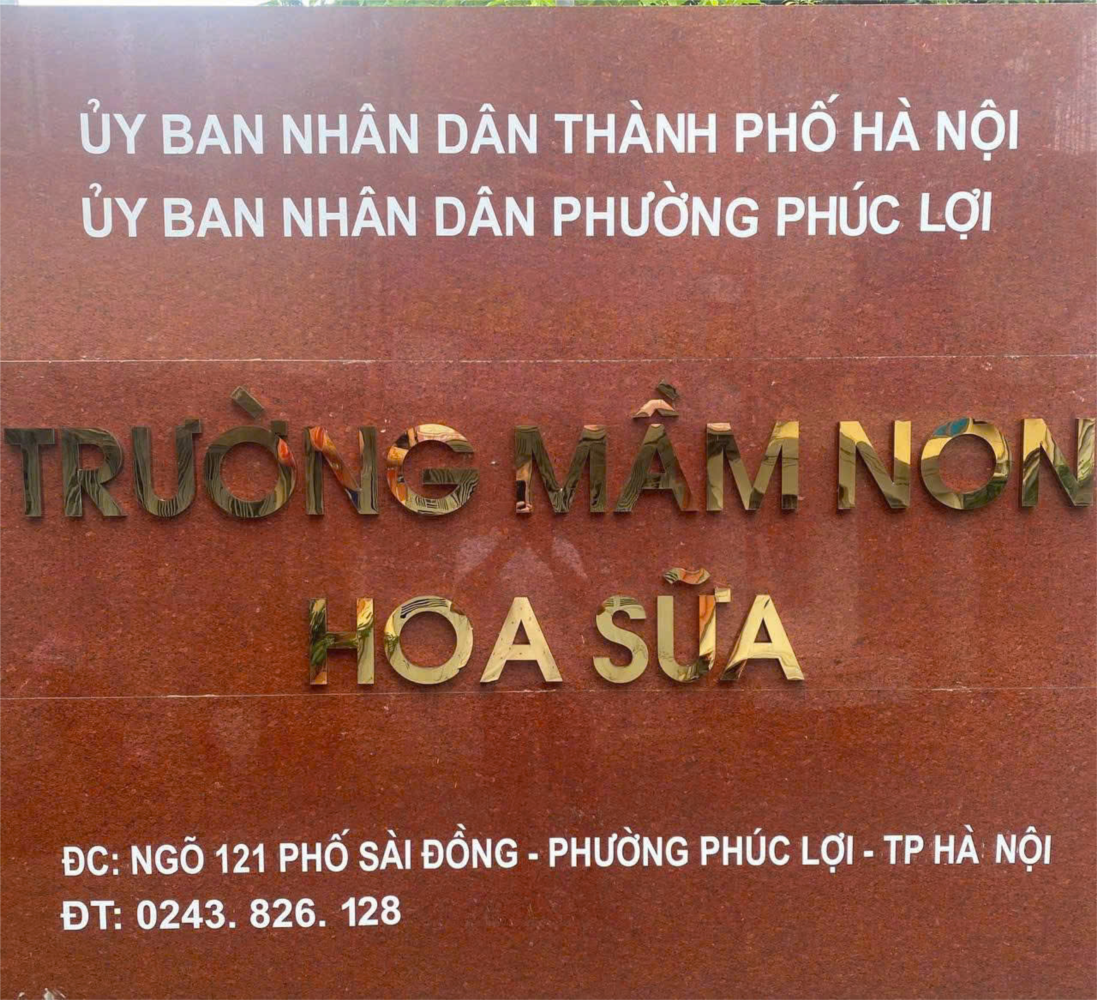 ỦY BAN NHÂN DÂN THÀNH PHỐ HÀ NỘI
ỦY BAN NHÂN DÂN PHƯỜNG PHÚC LỢI
TRƯỜNG MẦM NON
HOA SỮA
ĐC: NGÕ 121 PHỐ SÀI ĐỒNG - PHƯỜNG PHÚC LỢI - TP HÀ NỘI
ĐT: 0243. 826. 128